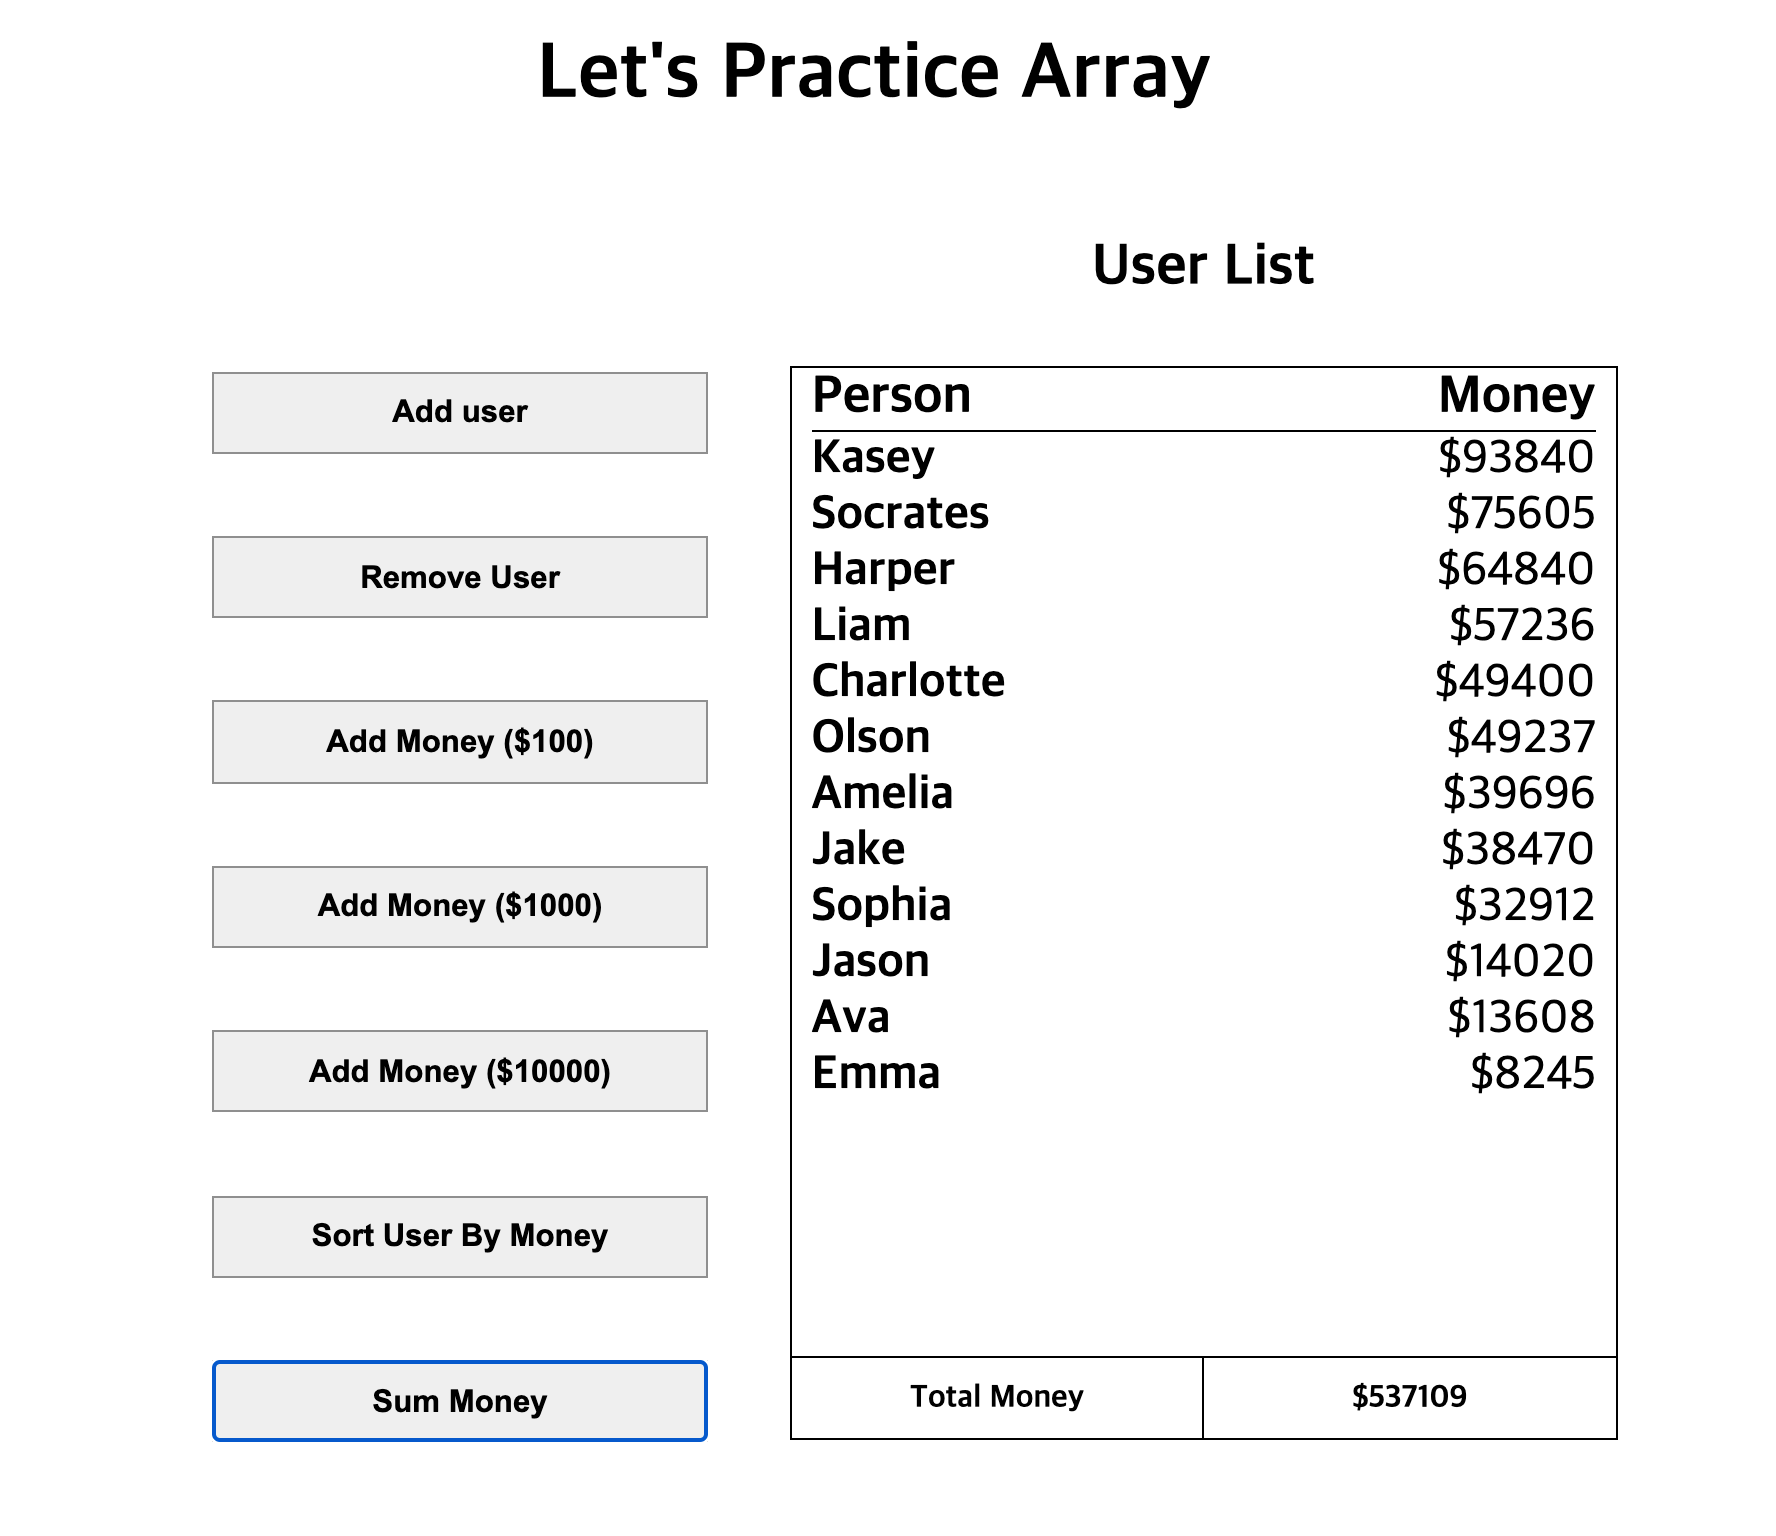 Let's Practice Array
User List
Add user
Remove User
Add Money ($100)
Add Money ($1000)
Add Money ($10000)
Sort User By Money
Sum Money
Person Money
Kasey $93840
Socrates $75605
Harper $64840
Liam $57236
Charlotte $49400
Olson $49237
Amelia $39696
Jake $38470
Sophia $32912
Jason $14020
Ava $13608
Emma $8245
Total Money $537109